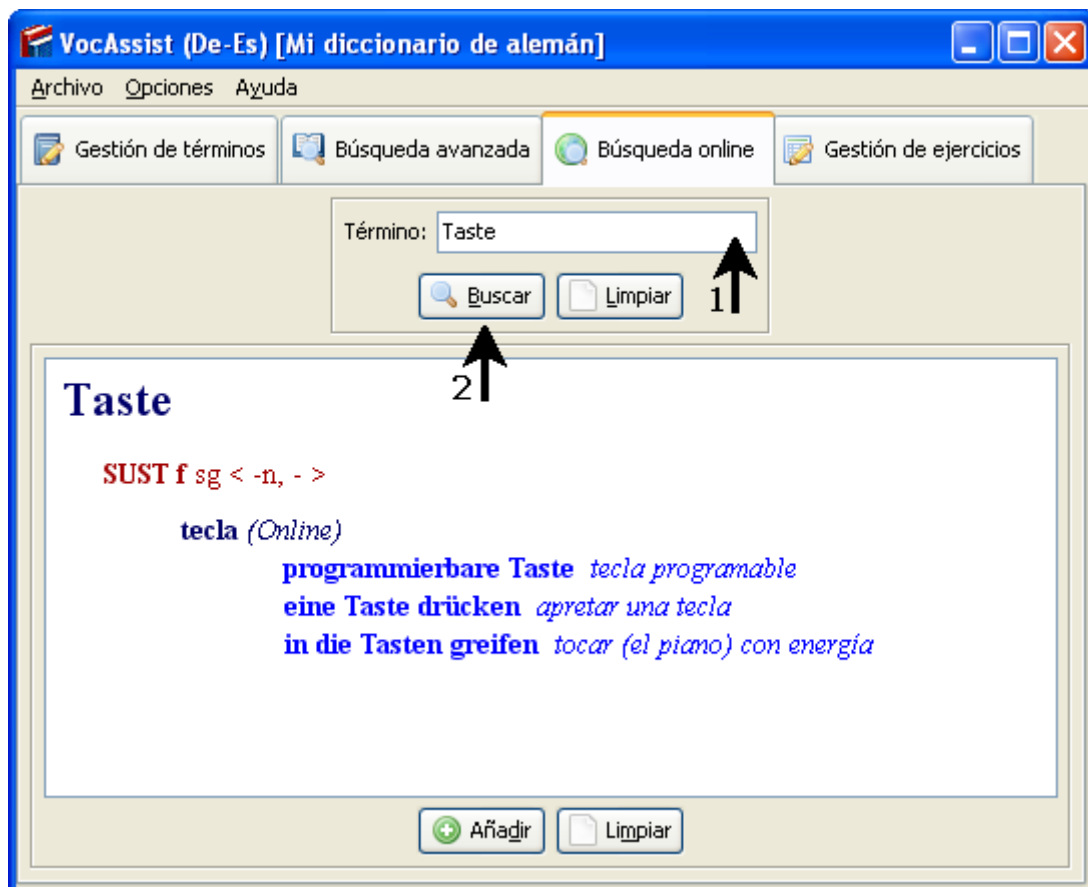 VocAssist (De-Es) [Mi diccionario de alemán]
Archivo Opciones Ayuda
Gestión de términos Búsqueda avanzada Búsqueda online Gestión de ejercicios
Término: Taste
Buscar Limpiar 1
2
Taste
SUST f sg < -n, - >
tecla (Online)
programmierbare Taste tecla programable
eine Taste drücken apretar una tecla
in die Tasten greifen tocar (el piano) con energía
Añadir Limpiar